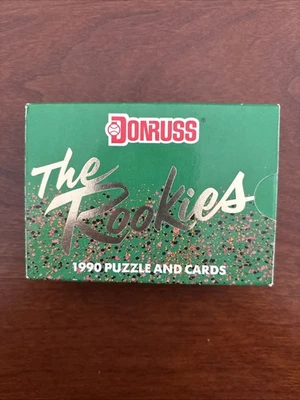 DONRUSS
The
Rookies
1990 PUZZLE AND CARDS